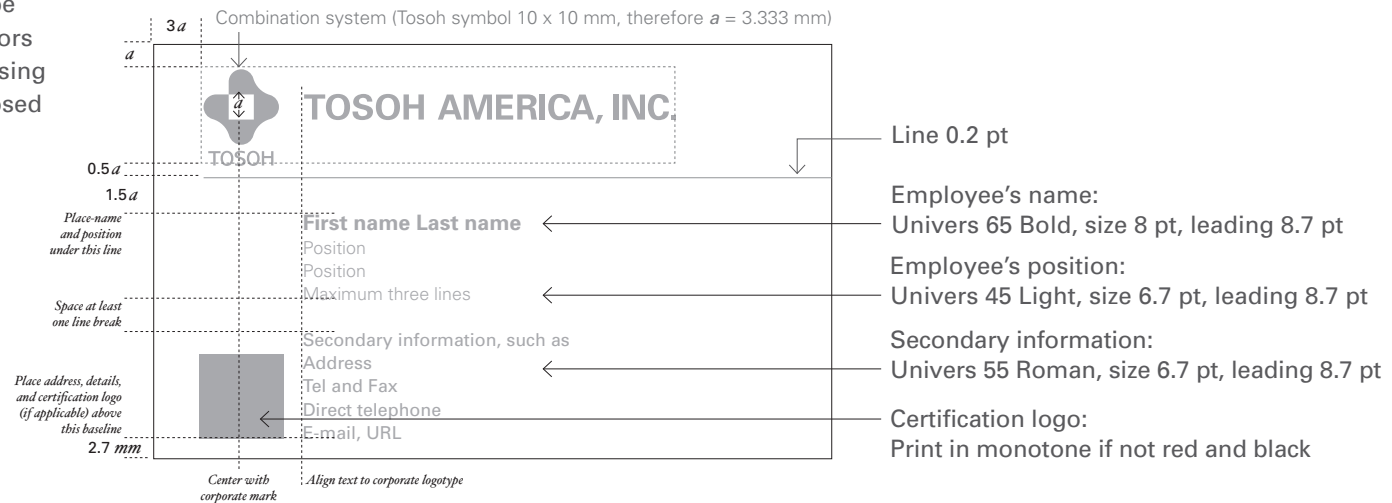 ors
sing
sed
3a
Combination system (Tosoh symbol 10 x 10 mm, therefore a = 3.333 mm)
a
a
TOSOH AMERICA, INC.
TOSOH
0.5a
1.5a
Line 0.2 pt
Place-name
and position
under this line
First name Last name
Position
Position
Maximum three lines
Employee’s name:
Univers 65 Bold, size 8 pt, leading 8.7 pt
Employee’s position:
Univers 45 Light, size 6.7 pt, leading 8.7 pt
Space at least
one line break
Secondary information, such as
Address
Tel and Fax
Direct telephone
E-mail, URL
Secondary information:
Univers 55 Roman, size 6.7 pt, leading 8.7 pt
Place address, details,
and certification logo
(if applicable) above
this baseline
2.7 mm
Certification logo:
Print in monotone if not red and black
Center with
corporate mark
Align text to corporate logotype